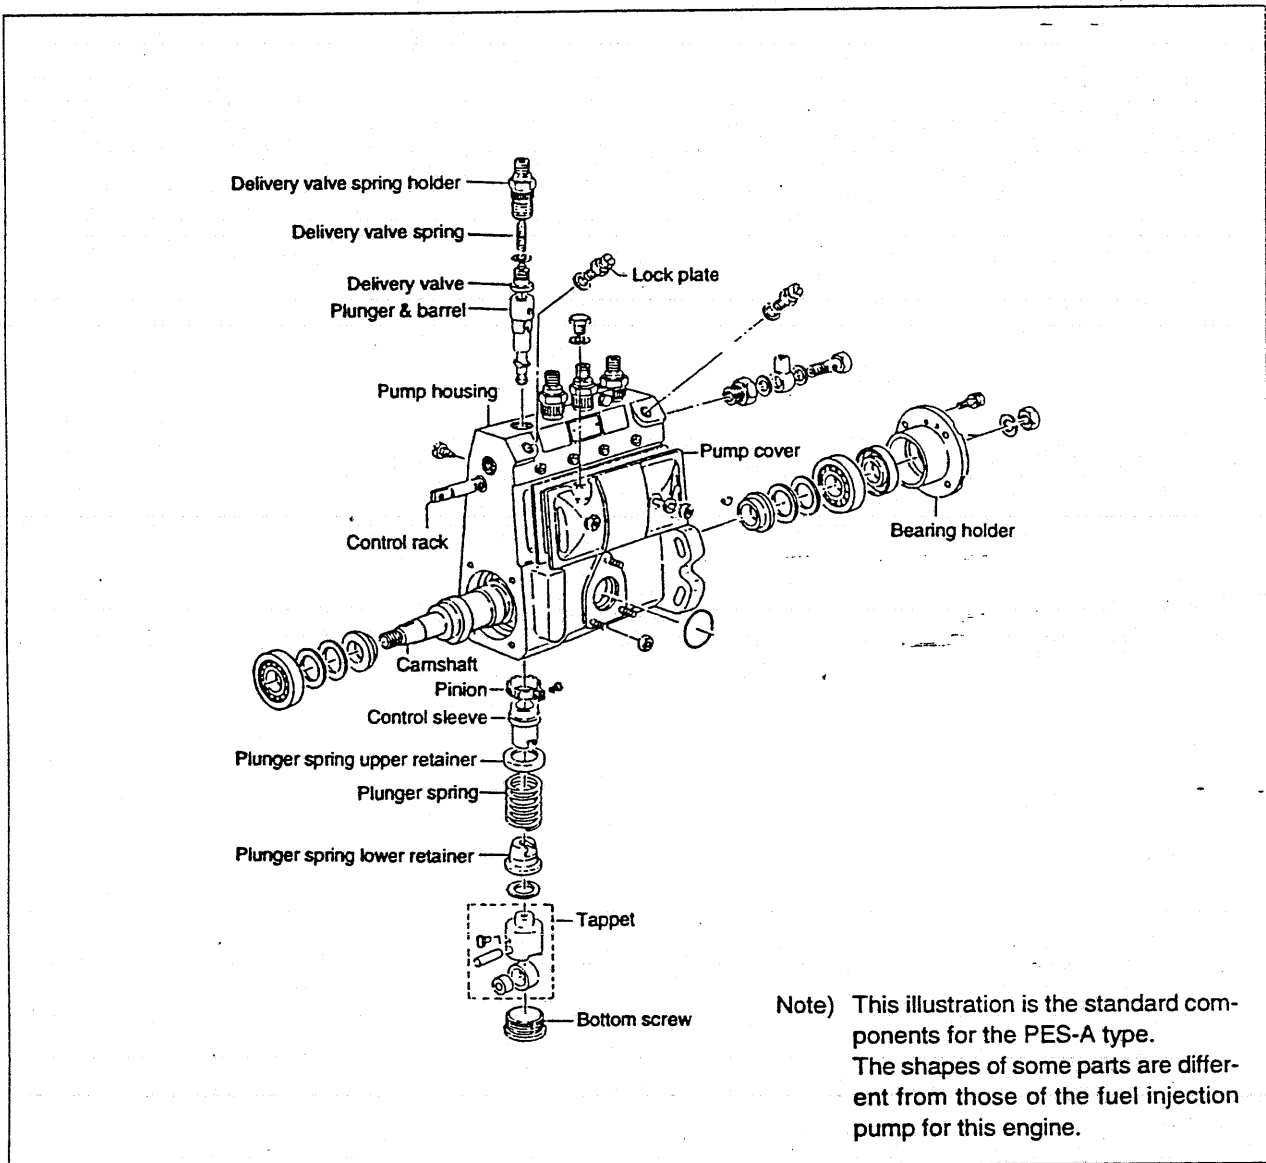 Delivery valve spring holder
Delivery valve spring
Lock plate
Delivery valve
Plunger & barrel
Pump housing
Pump cover
Control rack
Bearing holder
Camshaft
Pinion
Control sleeve
Plunger spring upper retainer
Plunger spring
Plunger spring lower retainer
Tappet
Bottom screw
Note) This illustration is the standard com-
ponents for the PES-A type.
The shapes of some parts are differ-
ent from those of the fuel injection
pump for this engine.